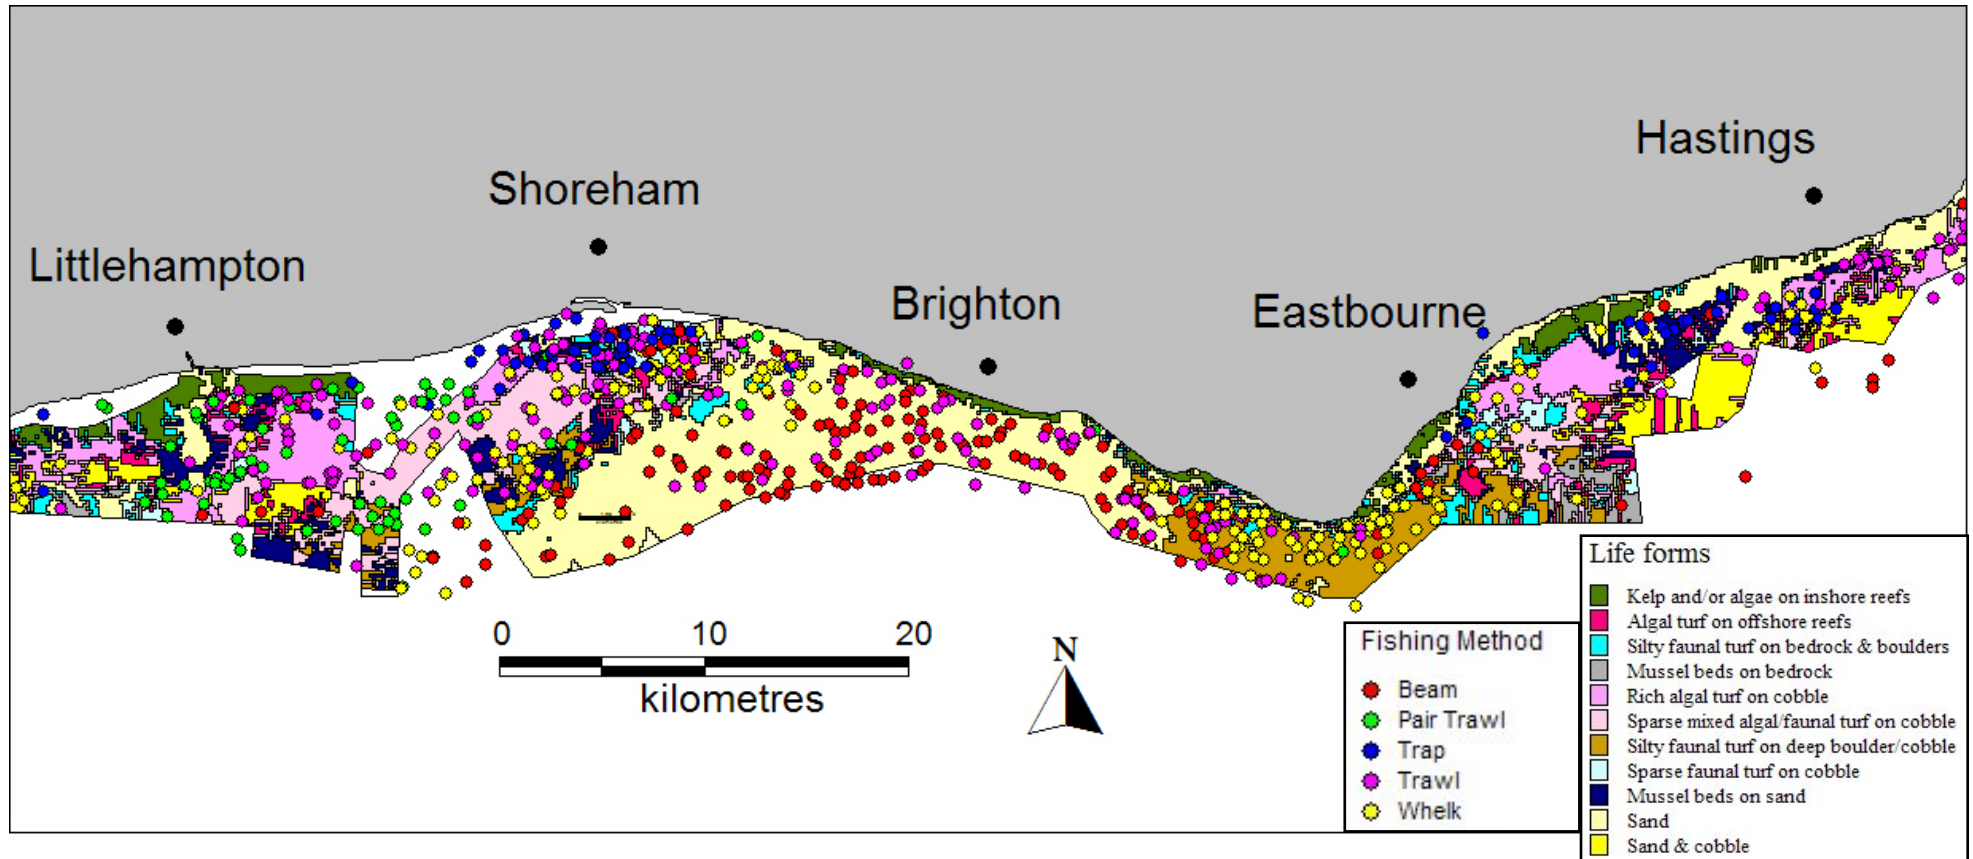 Hastings
Shoreham
Littlehampton
Brighton
Eastbourne
0 10 20
kilometres
N
Fishing Method
Beam
Pair Trawl
Trap
Trawl
Whelk
Life forms
Kelp and/or algae on inshore reefs
Algal turf on offshore reefs
Silty faunal turf on bedrock & boulders
Mussel beds on bedrock
Rich algal turf on cobble
Sparse mixed algal/faunal turf on cobble
Silty faunal turf on deep boulder/cobble
Sparse faunal turf on cobble
Mussel beds on sand
Sand
Sand & cobble